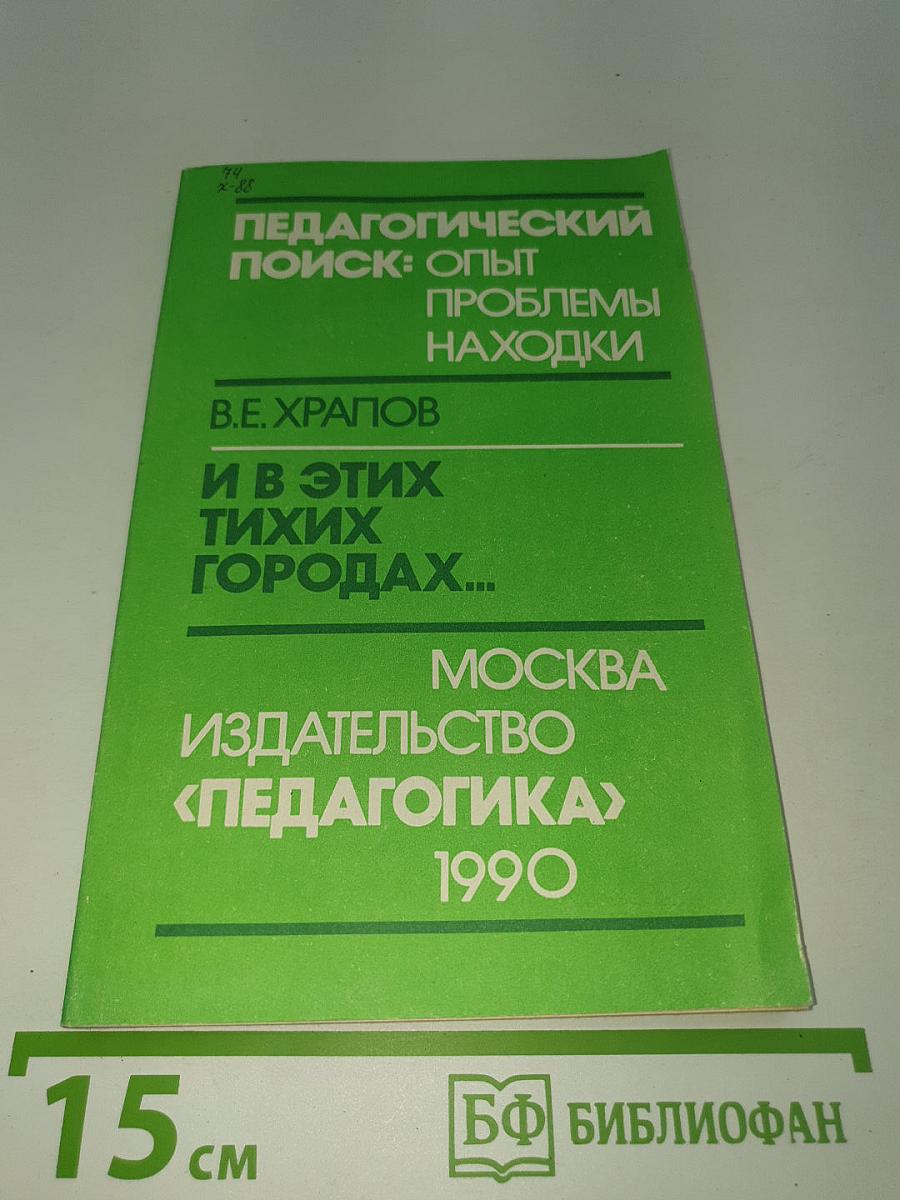 74
х-88
ПЕДАГОГИЧЕСКИЙ
ПОИСК: ОПЫТ
ПРОБЛЕМЫ
НАХОДКИ
В.Е. ХРАПОВ
И В ЭТИХ
ТИХИХ
ГОРОДАХ...
МОСКВА
ИЗДАТЕЛЬСТВО
‹ПЕДАГОГИКА›
1990
15 см
БФ БИБЛИОФАН